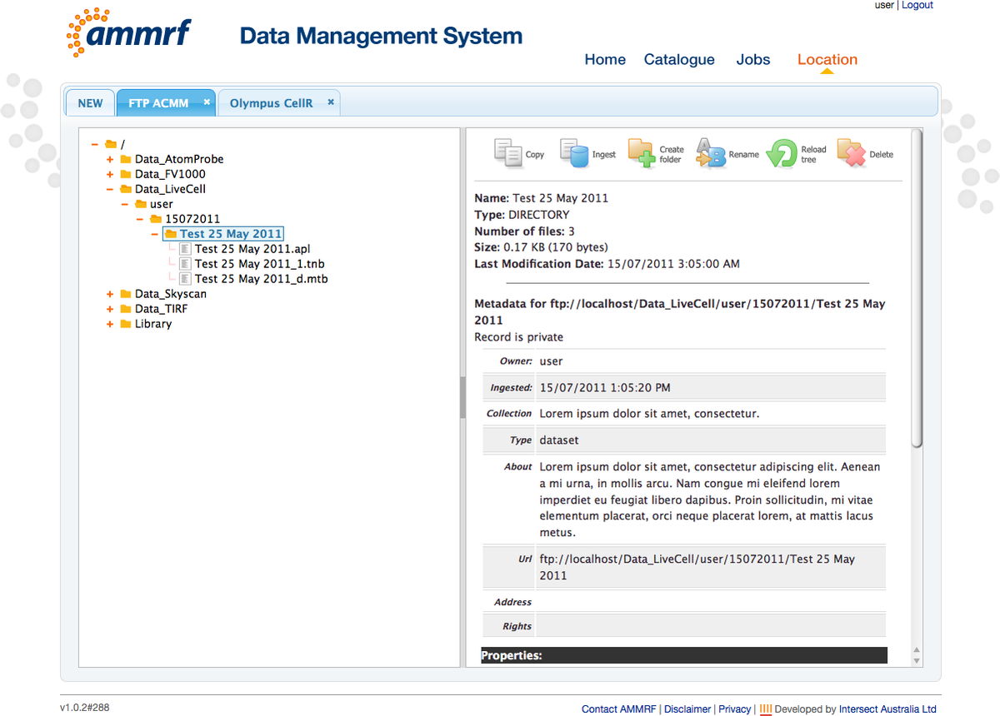 user | Logout
ammrf
Data Management System
Home Catalogue Jobs Location
NEW FTP ACMM × Olympus CellR ×
/
Data_AtomProbe
Data_FV1000
Data_LiveCell
user
15072011
Test 25 May 2011
Test 25 May 2011.apl
Test 25 May 2011_1.tnb
Test 25 May 2011_d.mtb
Data_Skyscan
Data_TIRF
Library
Copy Ingest Create folder A B Rename Reload tree Delete
Name: Test 25 May 2011
Type: DIRECTORY
Number of files: 3
Size: 0.17 KB (170 bytes)
Last Modification Date: 15/07/2011 3:05:00 AM
Metadata for ftp://localhost/Data_LiveCell/user/15072011/Test 25 May
2011
Record is private
Owner: user
Ingested: 15/07/2011 1:05:20 PM
Collection Lorem ipsum dolor sit amet, consectetur.
Type dataset
About Lorem ipsum dolor sit amet, consectetur adipiscing elit. Aenean
a mi urna, in mollis arcu. Nam congue mi eleifend lorem
imperdiet eu feugiat libero dapibus. Proin sollicitudin, mi vitae
elementum placerat, orci neque placerat lorem, at mattis lacus
metus.
Url ftp://localhost/Data_LiveCell/user/15072011/Test 25 May
2011
Address
Rights
Properties:
v1.0.2#288
Contact AMMRF | Disclaimer | Privacy | Developed by Intersect Australia Ltd